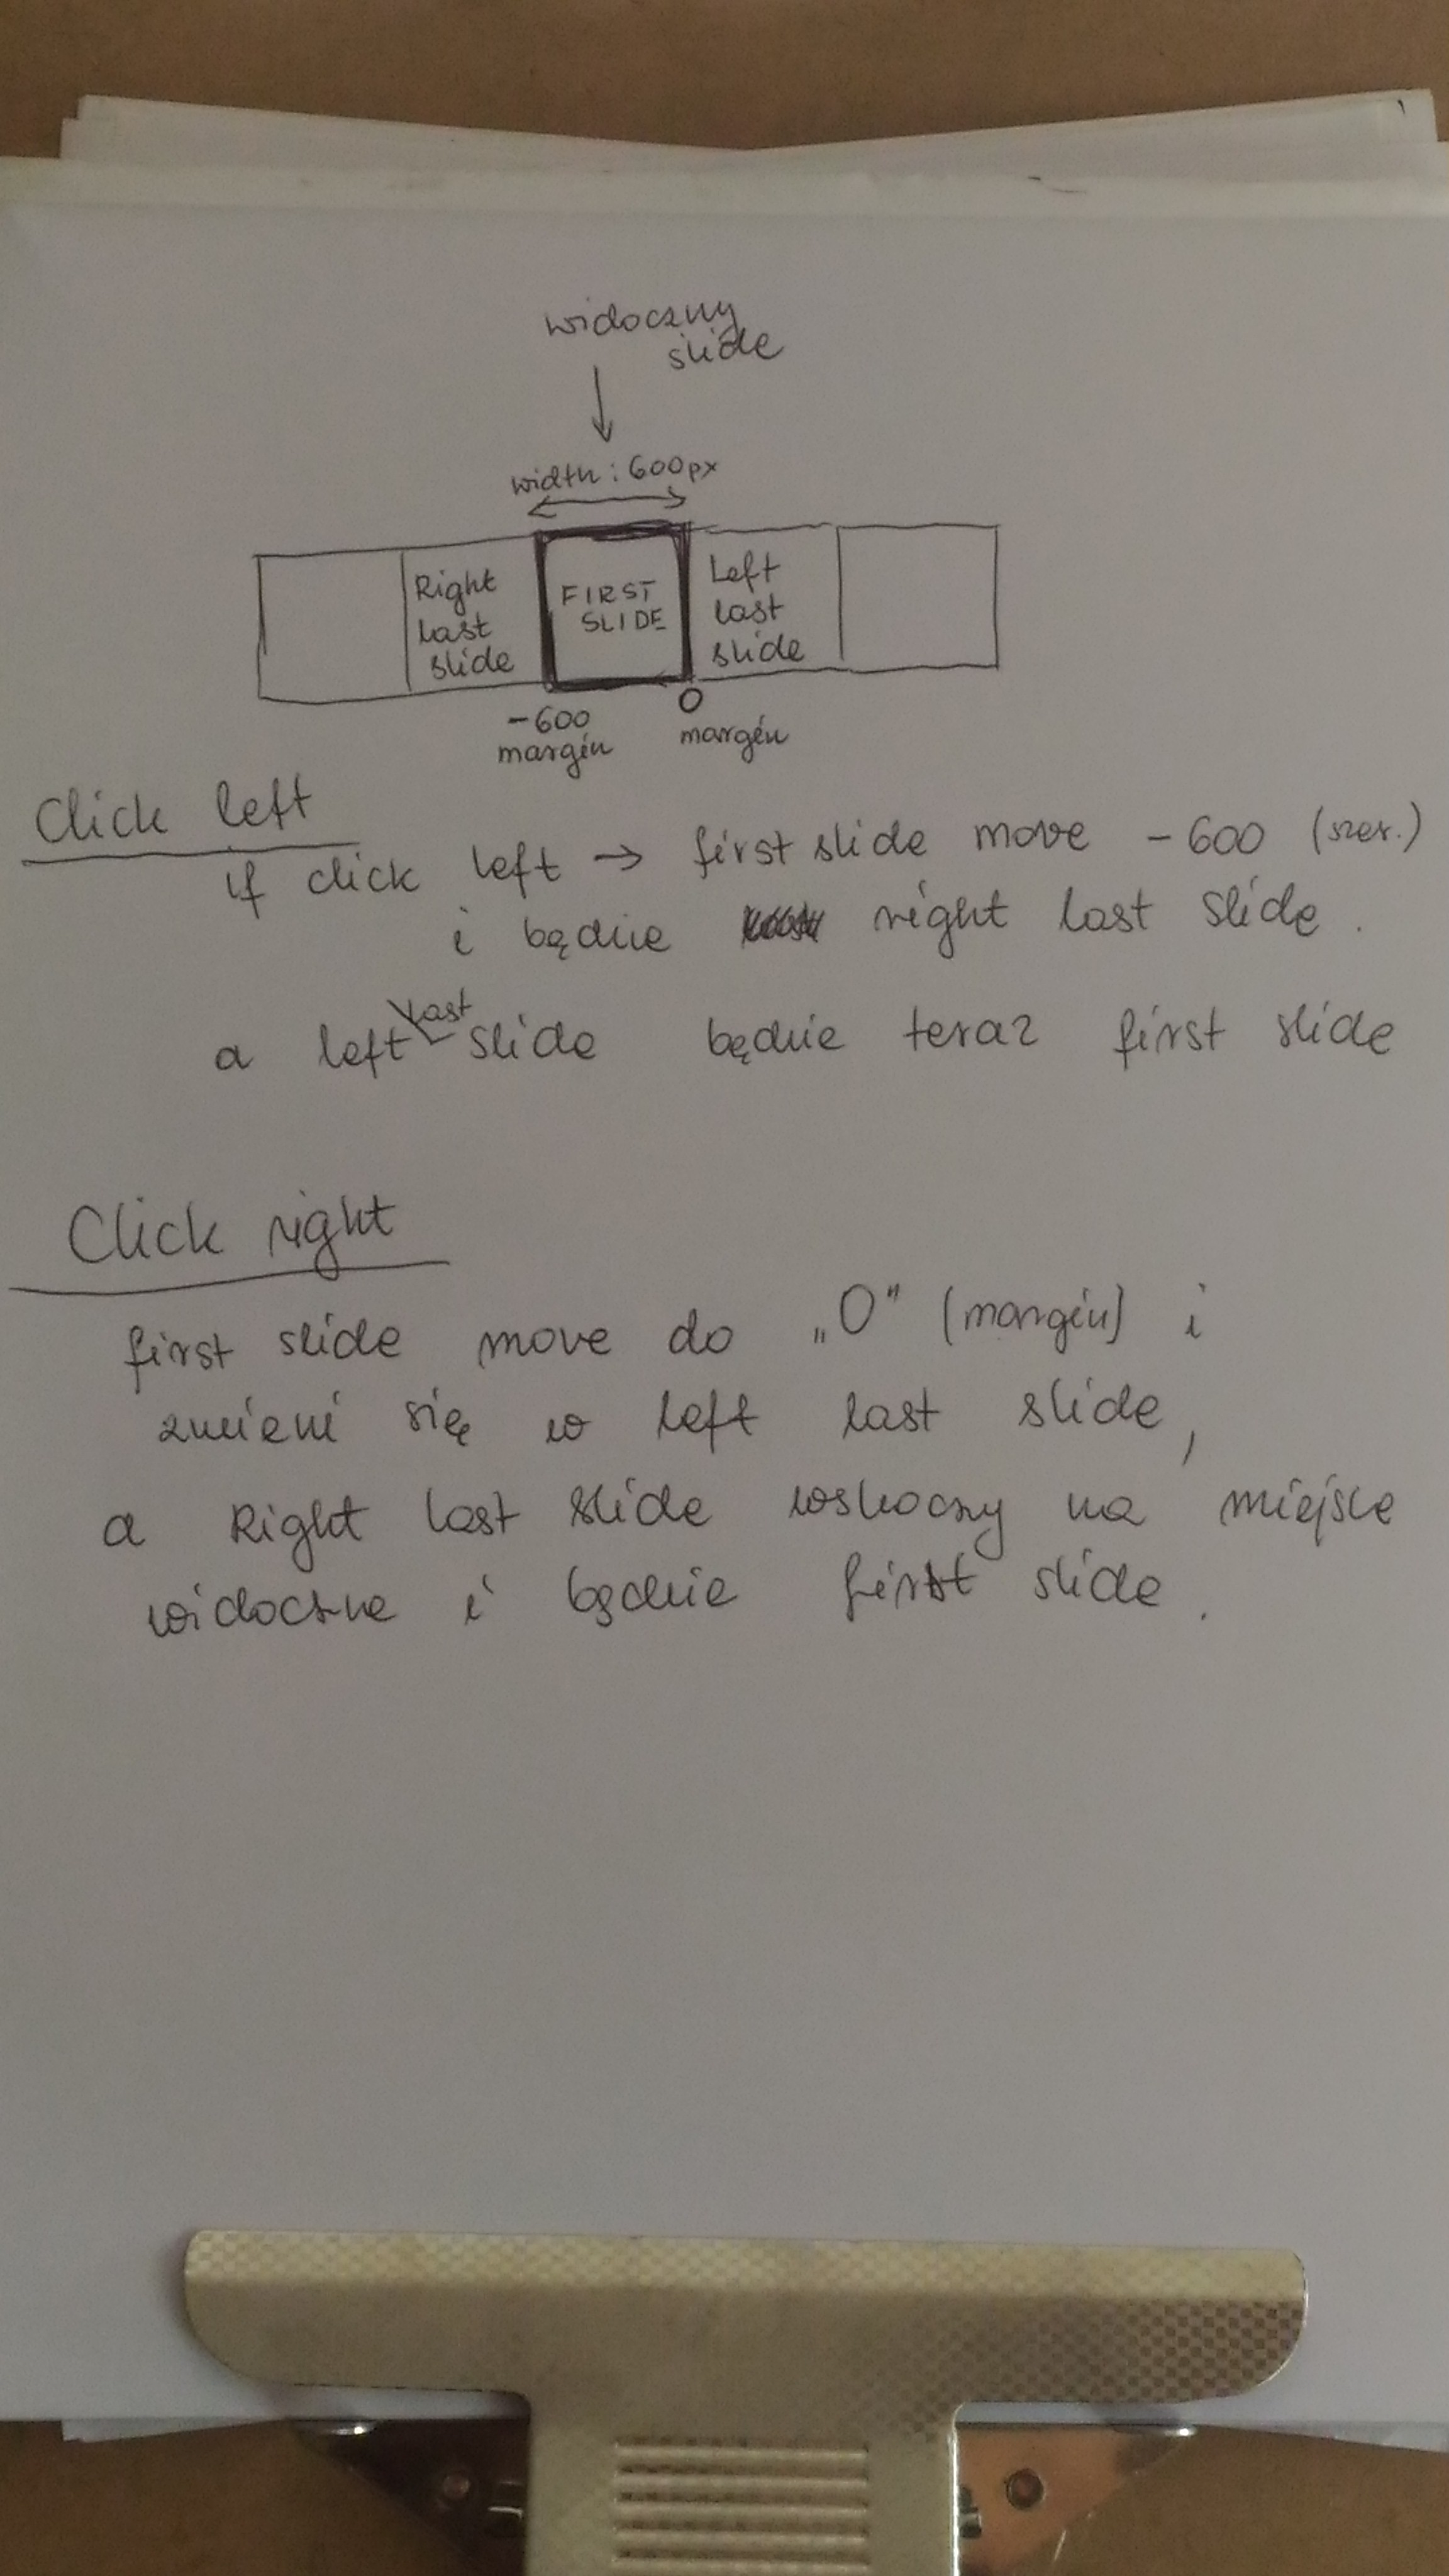 widoczny
slide
width: 600px
Right
last
slide
FIRST
SLIDE
Left
last
slide
-600
margin
0
margin
Click left
if click left → first slide move -600 (szer.)
i będzie right last slide.
a left last slide będzie teraz first slide
Click right
first slide move do „0” (margin) i
zmieni się w left last slide,
a Right last slide wskoczy na miejsce
widoczne i będzie first slide.